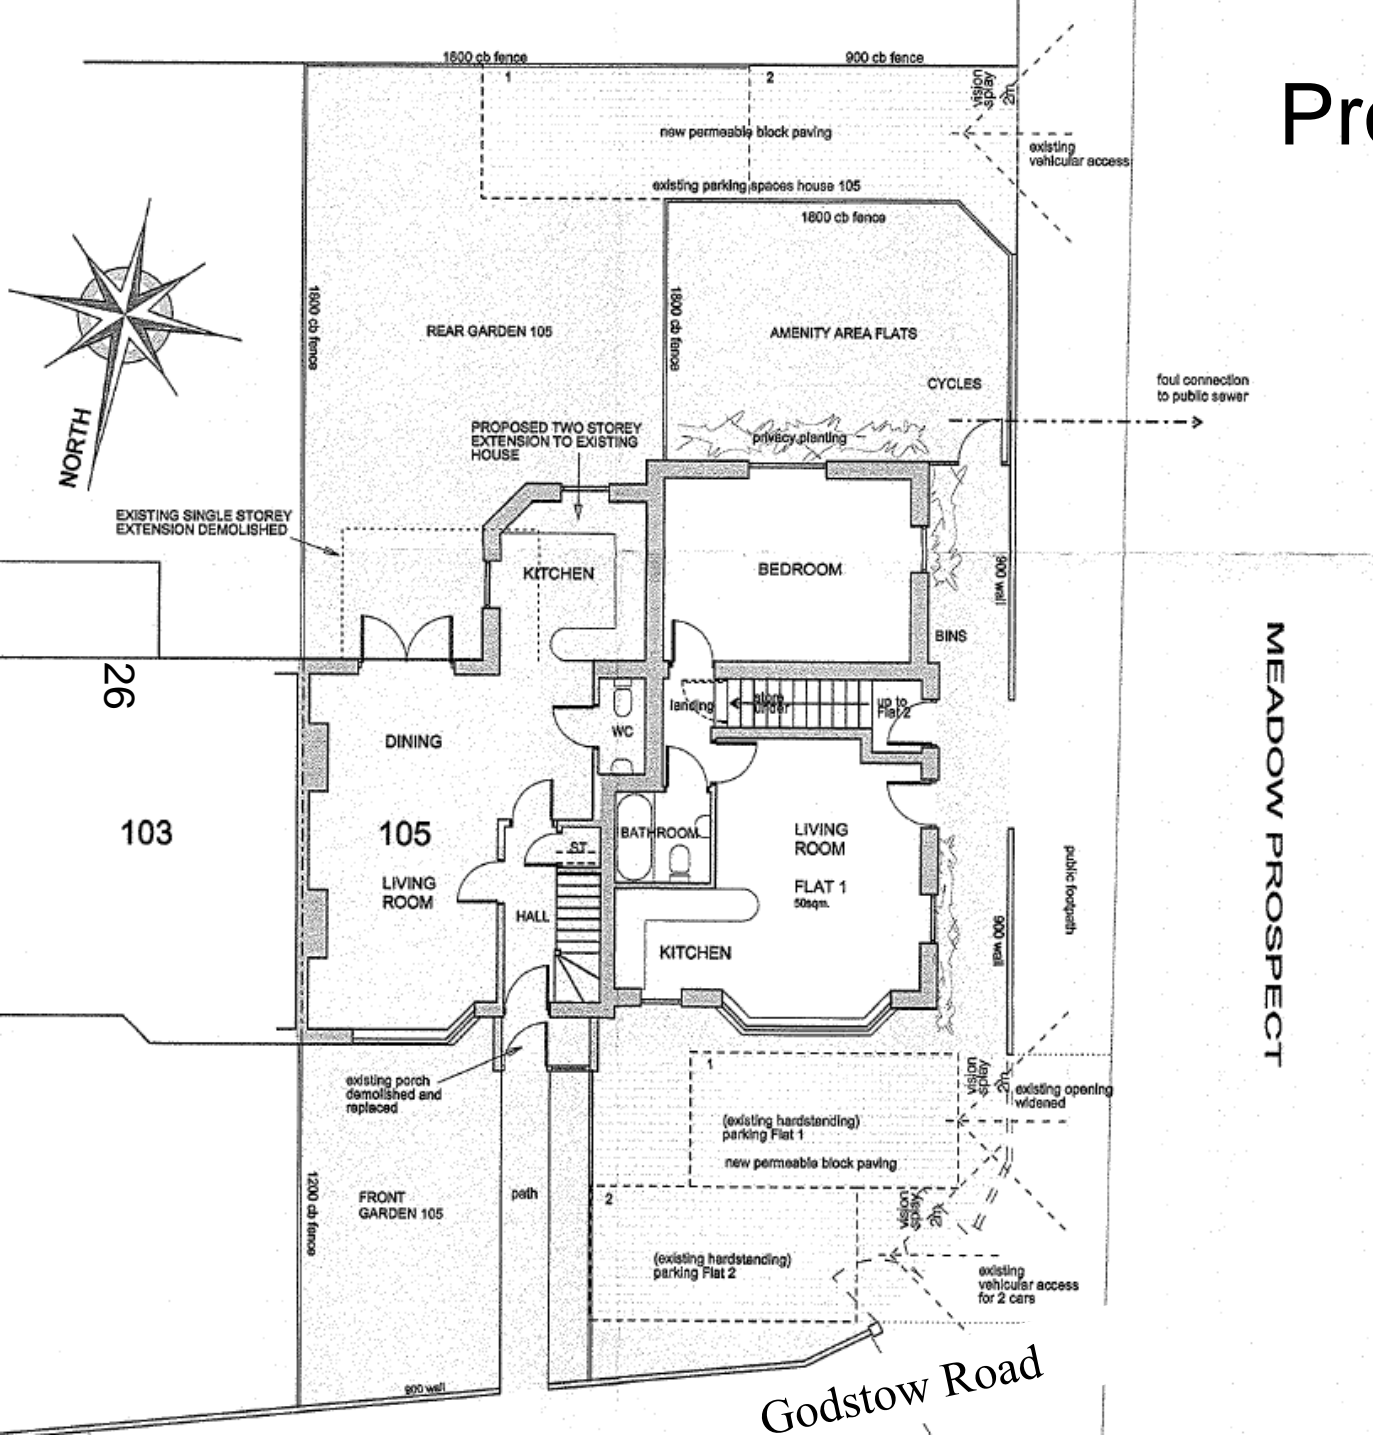 1800 cb fence
900 cb fence
1
2
vision
splay
2m
Pro
new permeable block paving
existing
vehicular access
existing parking spaces house 105
1800 cb fence
1800 cb fence
1800 cb fence
REAR GARDEN 105
AMENITY AREA FLATS
CYCLES
foul connection
to public sewer
NORTH
PROPOSED TWO STOREY
EXTENSION TO EXISTING
HOUSE
privacy planting
EXISTING SINGLE STOREY
EXTENSION DEMOLISHED
KITCHEN
BEDROOM
900 wall
BINS
26
landing
store
under
up to
Flat 2
WC
DINING
MEADOW PROSPECT
103
105
BATHROOM
LIVING
ROOM
ST
LIVING
ROOM
FLAT 1
50sqm.
HALL
public footpath
900 wall
KITCHEN
existing porch
demolished and
replaced
1
vision
splay
2m
existing opening
widened
(existing hardstanding)
parking Flat 1
new permeable block paving
1200 cb fence
FRONT
GARDEN 105
path
2
vision
splay
2m
(existing hardstanding)
parking Flat 2
existing
vehicular access
for 2 cars
900 wall
Godstow Road